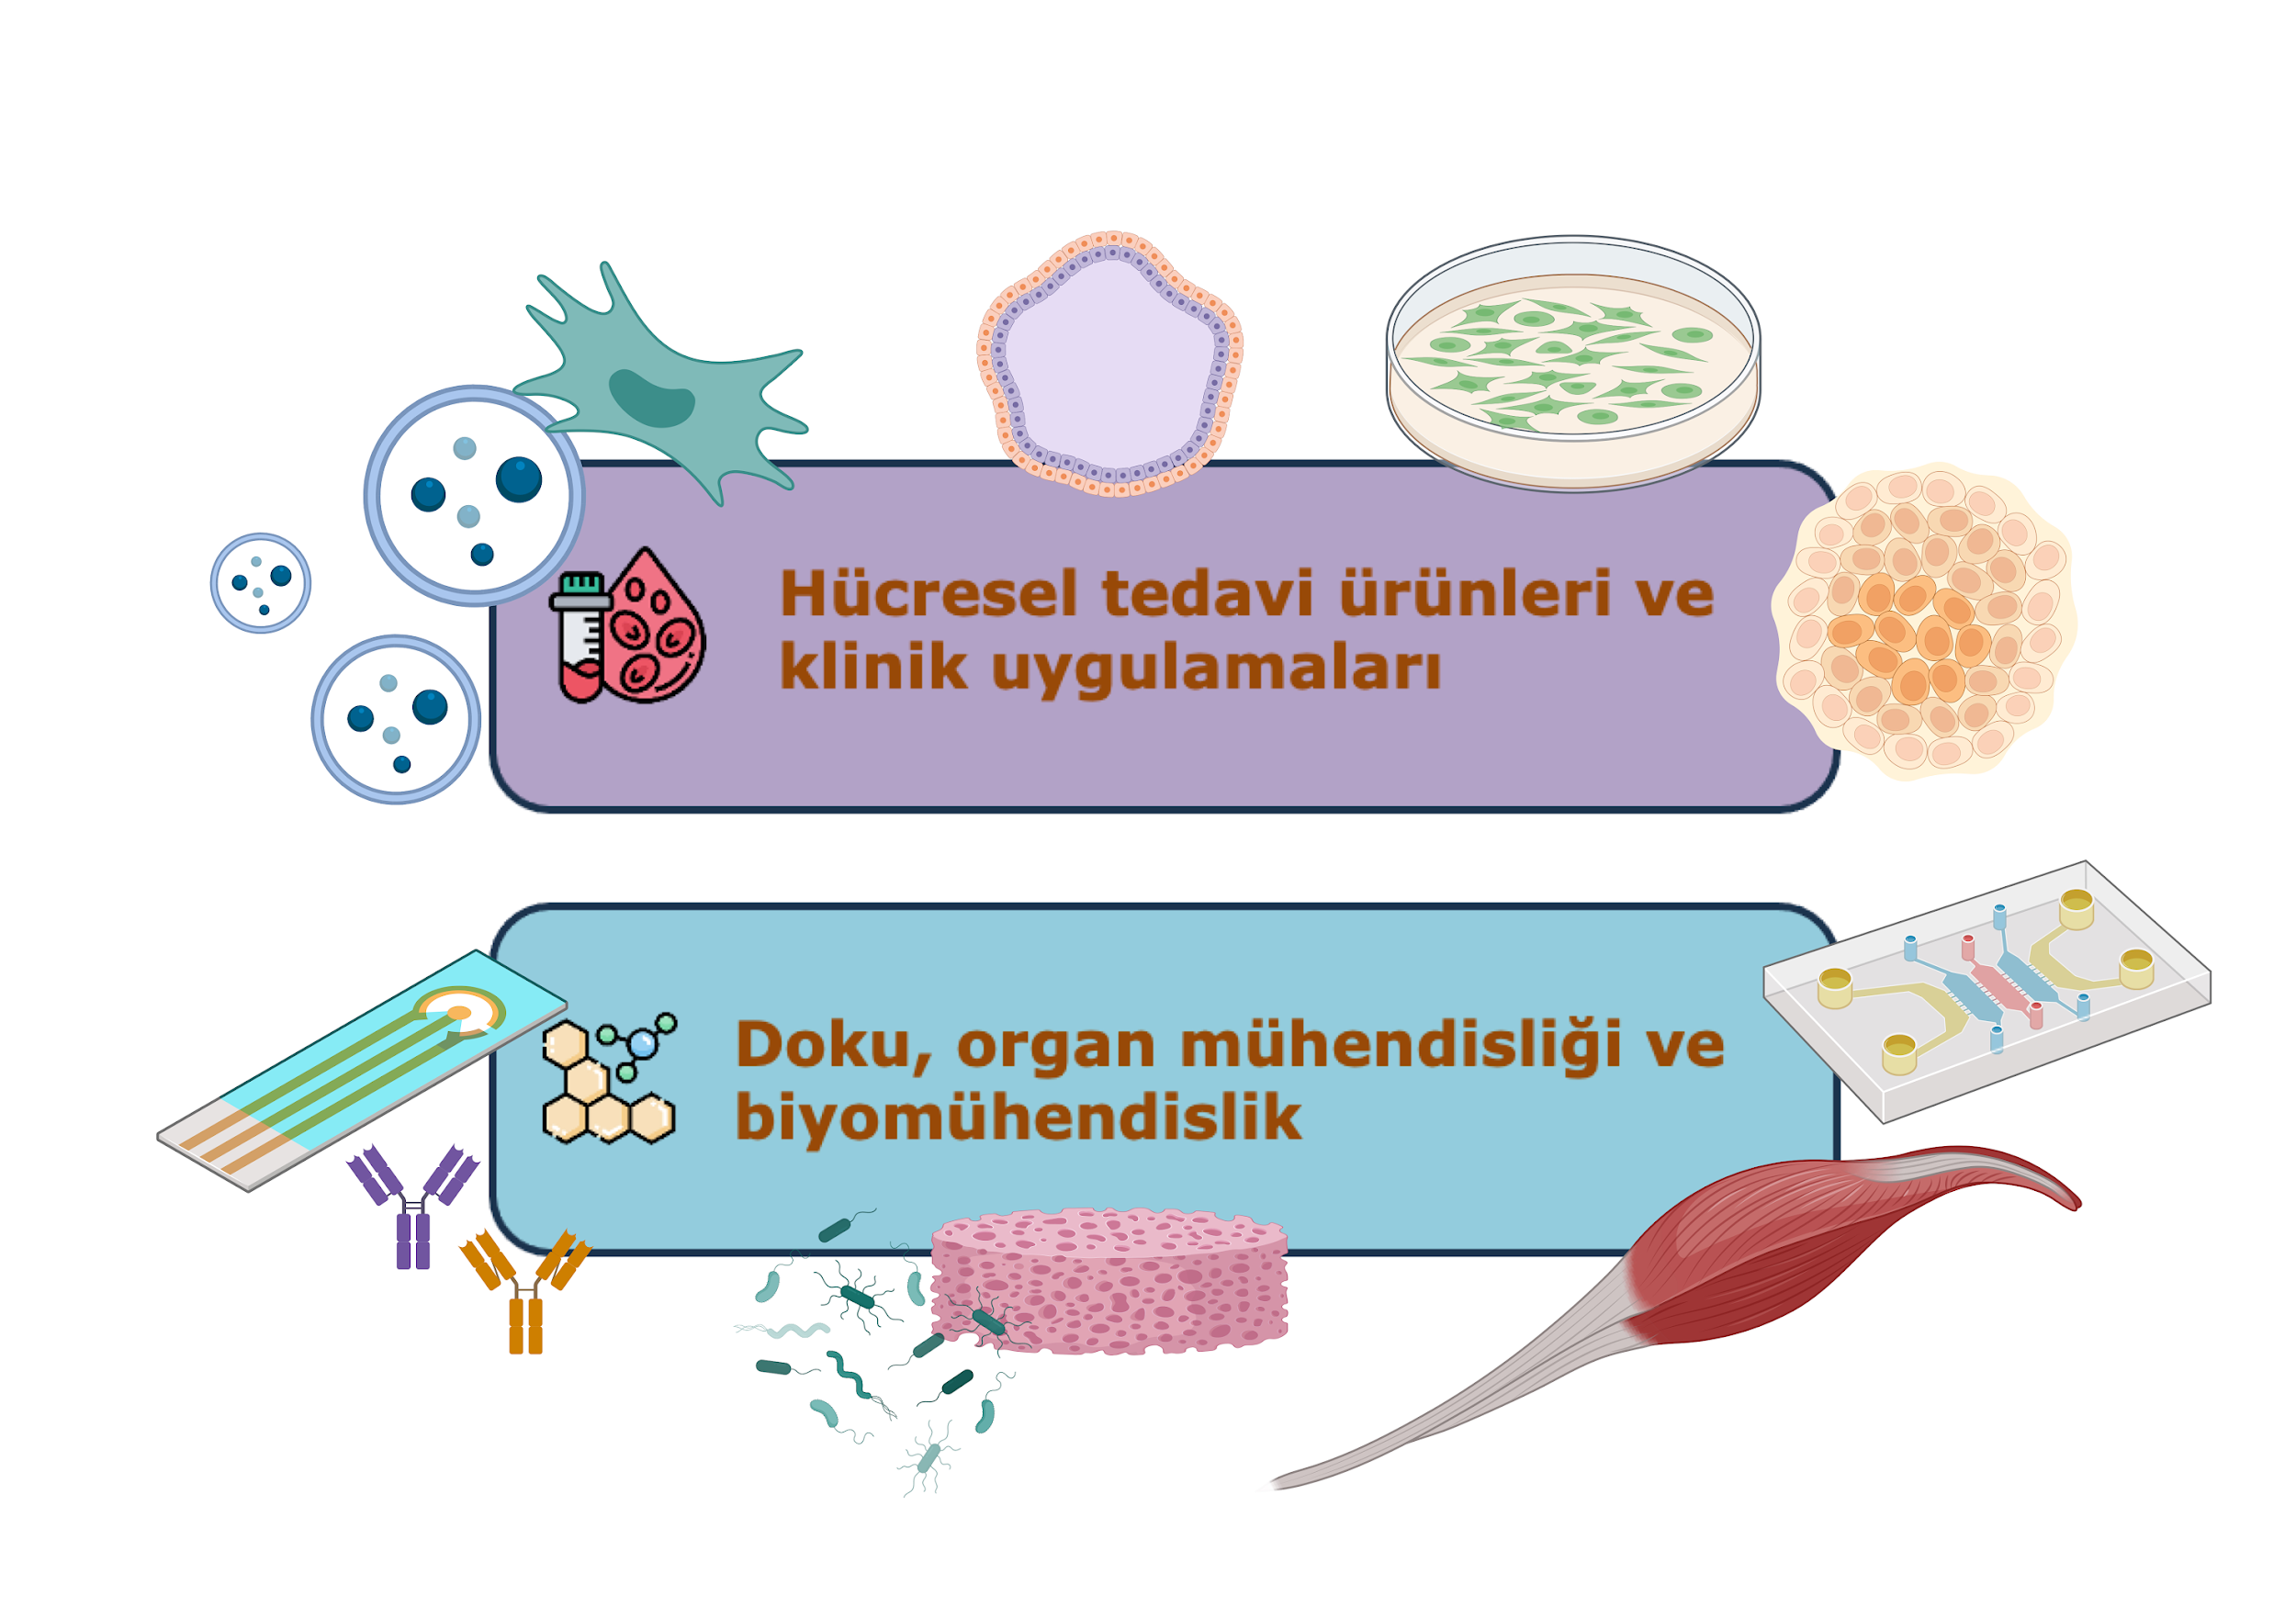 Hücresel tedavi ürünleri ve
klinik uygulamaları
Doku, organ mühendisliği ve
biyomühendislik